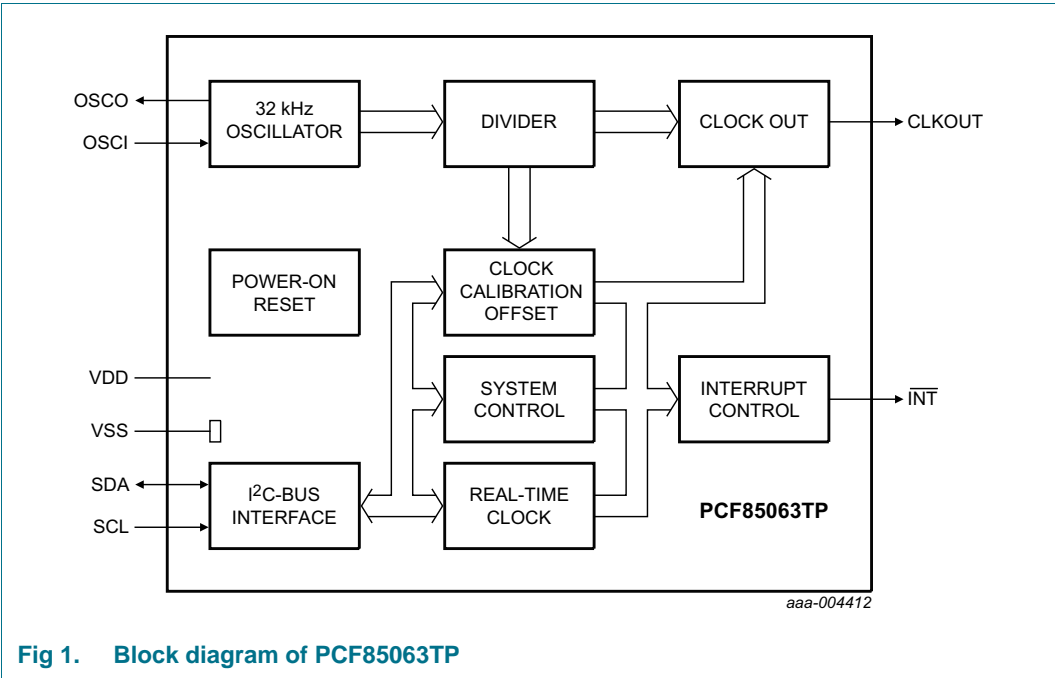 OSCO
OSCI
32 kHz
OSCILLATOR
DIVIDER
CLOCK OUT
CLKOUT
POWER-ON
RESET
CLOCK
CALIBRATION
OFFSET
VDD
VSS
SYSTEM
CONTROL
INTERRUPT
CONTROL
INT
SDA
SCL
I2C-BUS
INTERFACE
REAL-TIME
CLOCK
PCF85063TP
aaa-004412
Fig 1. Block diagram of PCF85063TP